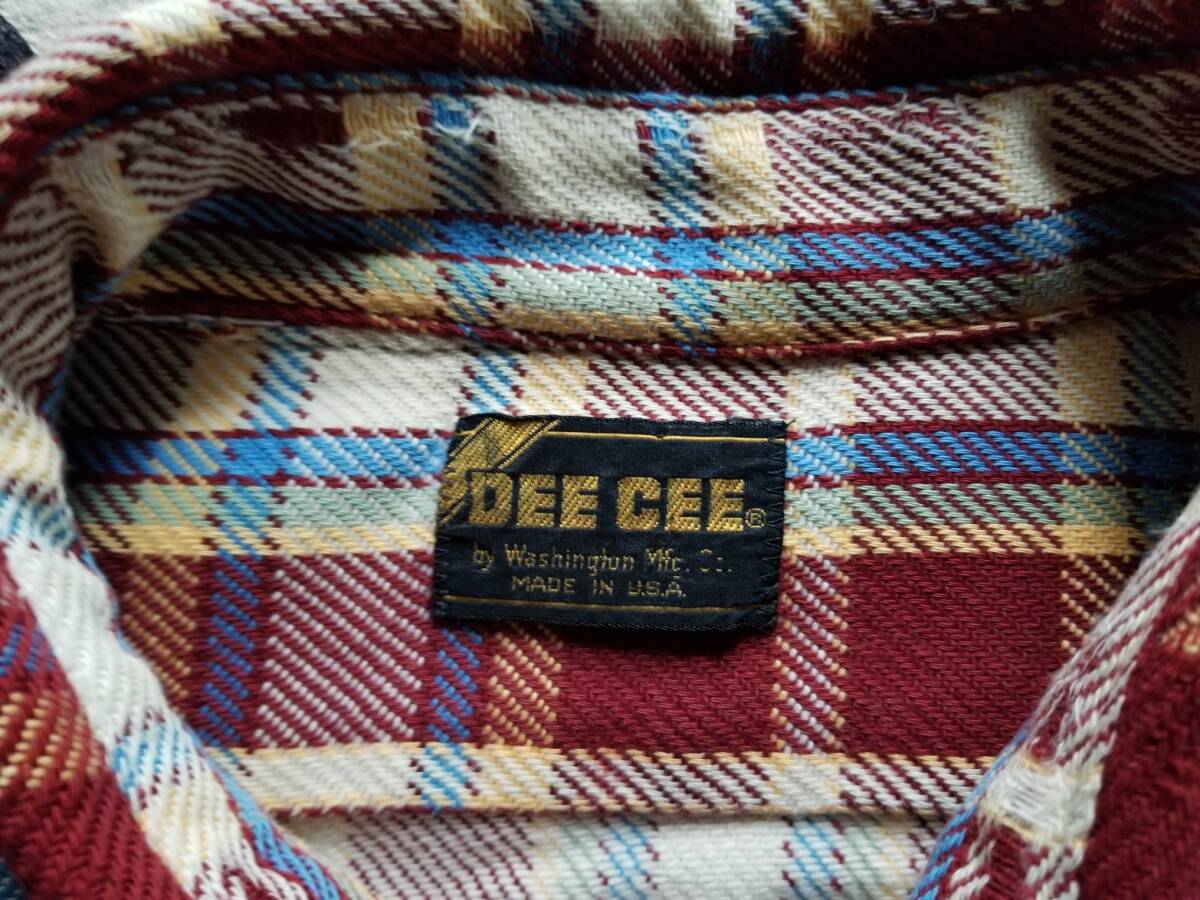 DEE CEE®
by Washington Mfc. Co.
MADE IN U.S.A.